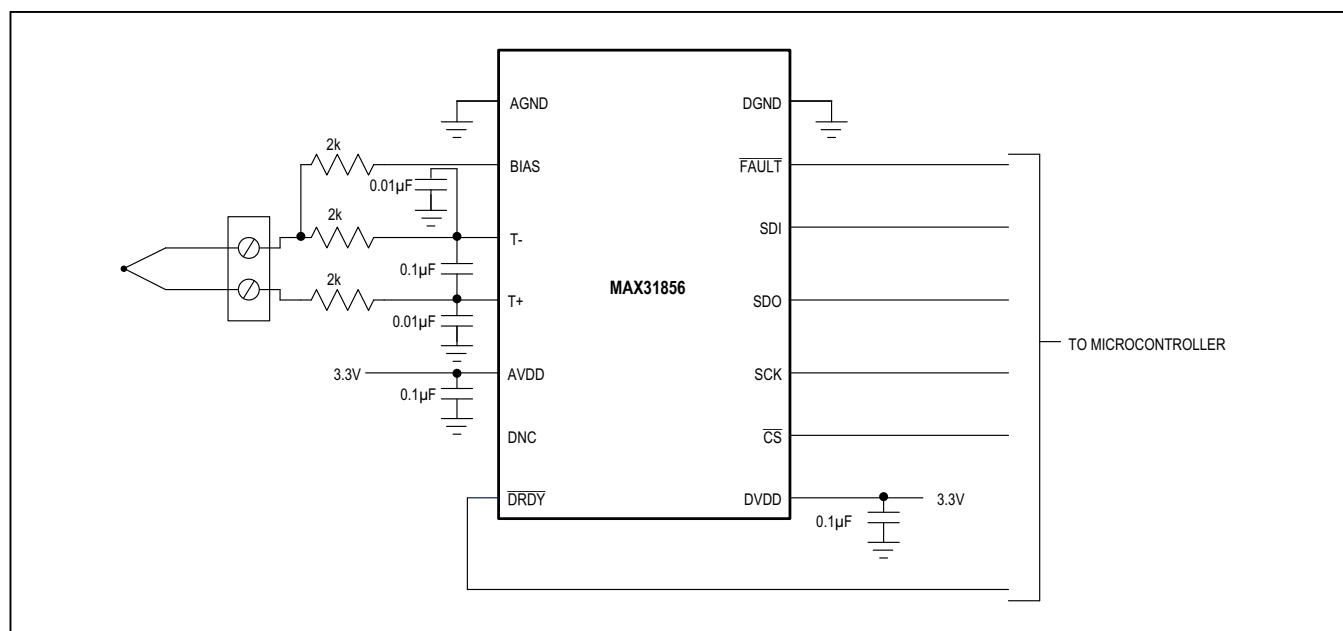 AGND
DGND
2k
BIAS
FAULT
0.01µF
SDI
2k
T-
0.1µF
MAX31856
2k
T+
SDO
0.01µF
TO MICROCONTROLLER
3.3V
AVDD
SCK
0.1µF
DNC
CS
DRDY
DVDD
3.3V
0.1µF